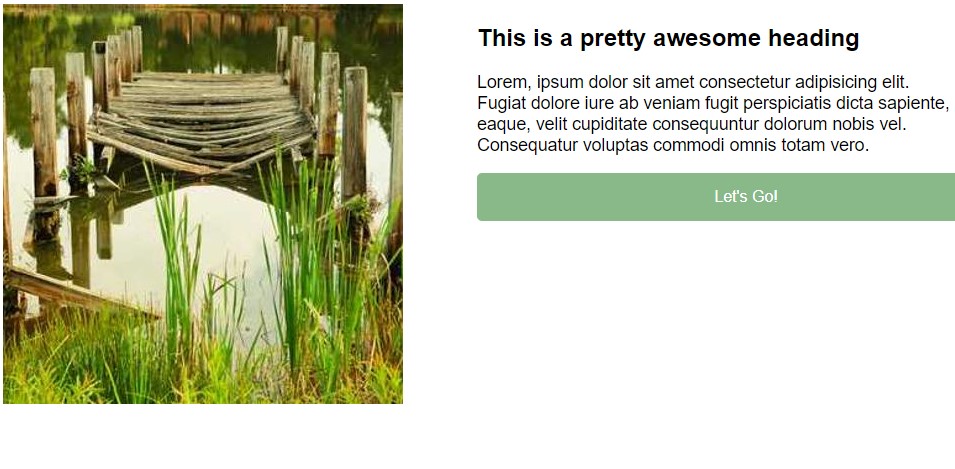 This is a pretty awesome heading
Lorem, ipsum dolor sit amet consectetur adipisicing elit.
Fugiat dolore iure ab veniam fugit perspiciatis dicta sapiente,
eaque, velit cupiditate consequuntur dolorum nobis vel.
Consequatur voluptas commodi omnis totam vero.
Let's Go!